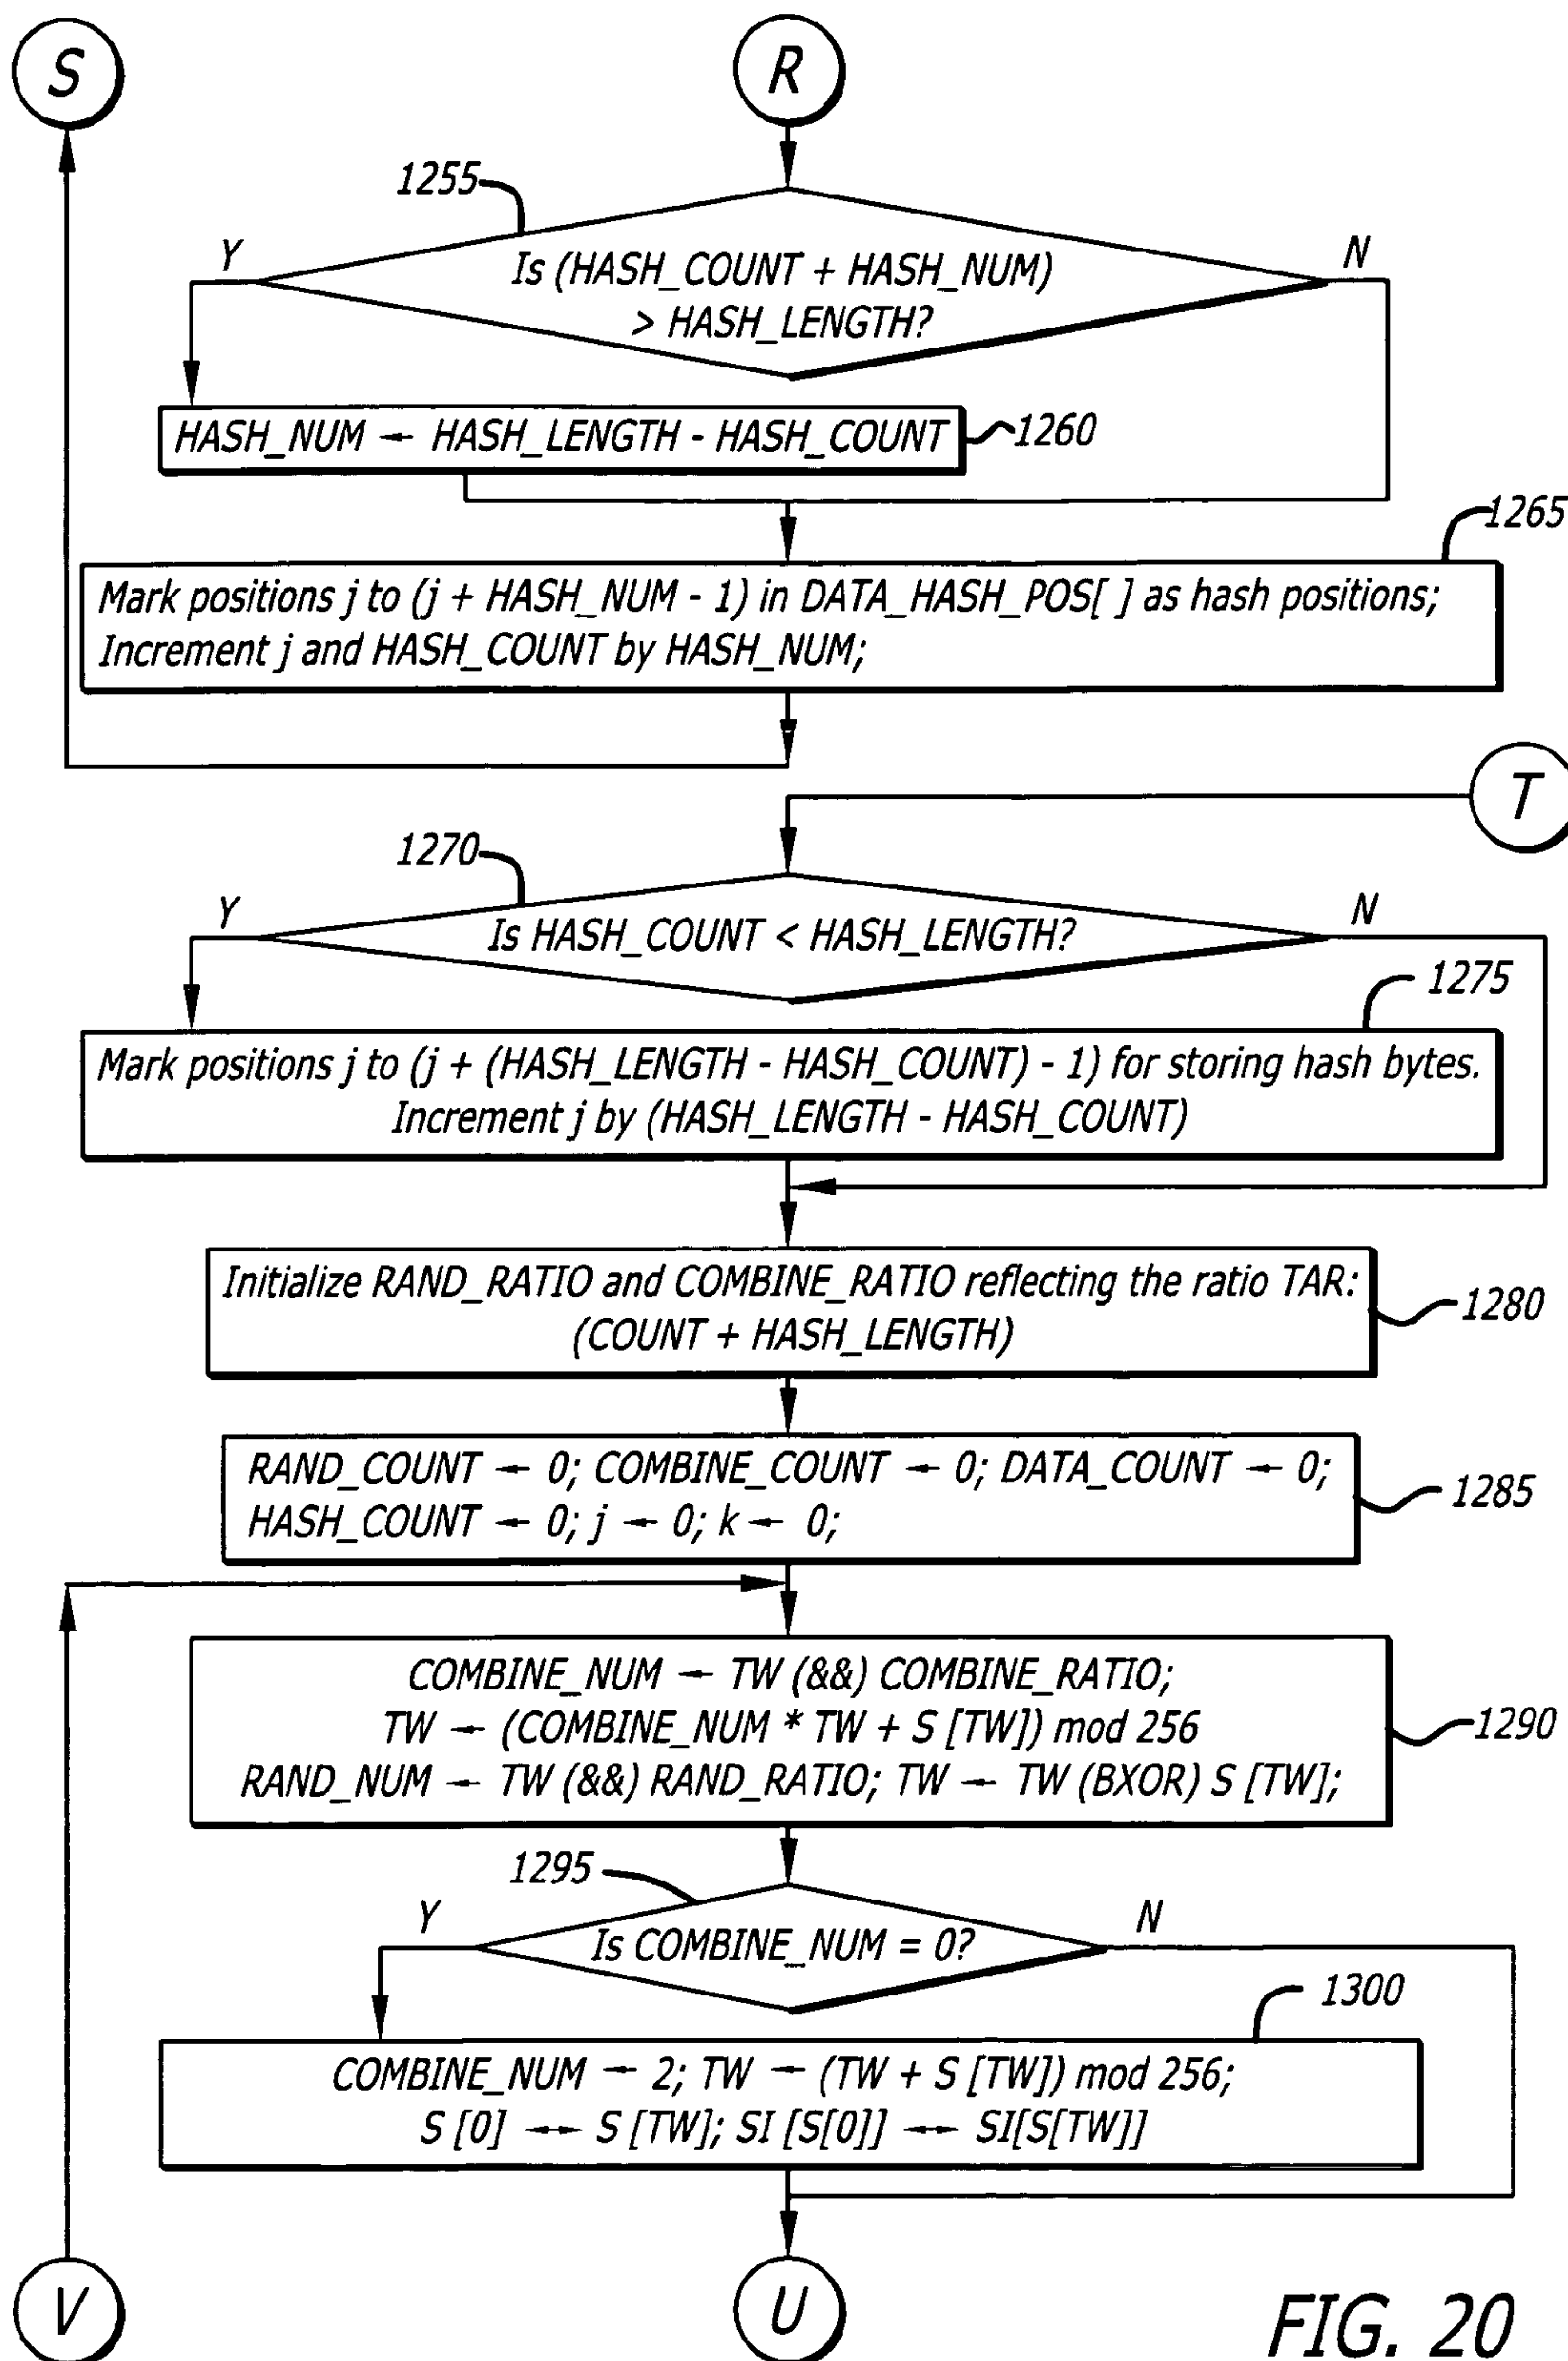 S
R
1255
Y
N
Is (HASH_COUNT + HASH_NUM)
> HASH_LENGTH?
HASH_NUM ← HASH_LENGTH - HASH_COUNT
1260
1265
Mark positions j to (j + HASH_NUM - 1) in DATA_HASH_POS[ ] as hash positions;
Increment j and HASH_COUNT by HASH_NUM;
T
1270
Y
N
Is HASH_COUNT < HASH_LENGTH?
1275
Mark positions j to (j + (HASH_LENGTH - HASH_COUNT) - 1) for storing hash bytes.
Increment j by (HASH_LENGTH - HASH_COUNT)
Initialize RAND_RATIO and COMBINE_RATIO reflecting the ratio TAR:
(COUNT + HASH_LENGTH)
1280
RAND_COUNT ← 0; COMBINE_COUNT ← 0; DATA_COUNT ← 0;
HASH_COUNT ← 0; j ← 0; k ← 0;
1285
COMBINE_NUM ← TW (&&) COMBINE_RATIO;
TW ← (COMBINE_NUM * TW + S [TW]) mod 256
RAND_NUM ← TW (&&) RAND_RATIO; TW ← TW (BXOR) S [TW];
1290
1295
Y
N
Is COMBINE_NUM = 0?
1300
COMBINE_NUM ← 2; TW ← (TW + S [TW]) mod 256;
S [0] ↔ S [TW]; SI [S[0]] ↔ SI[S[TW]]
V
U
FIG. 20